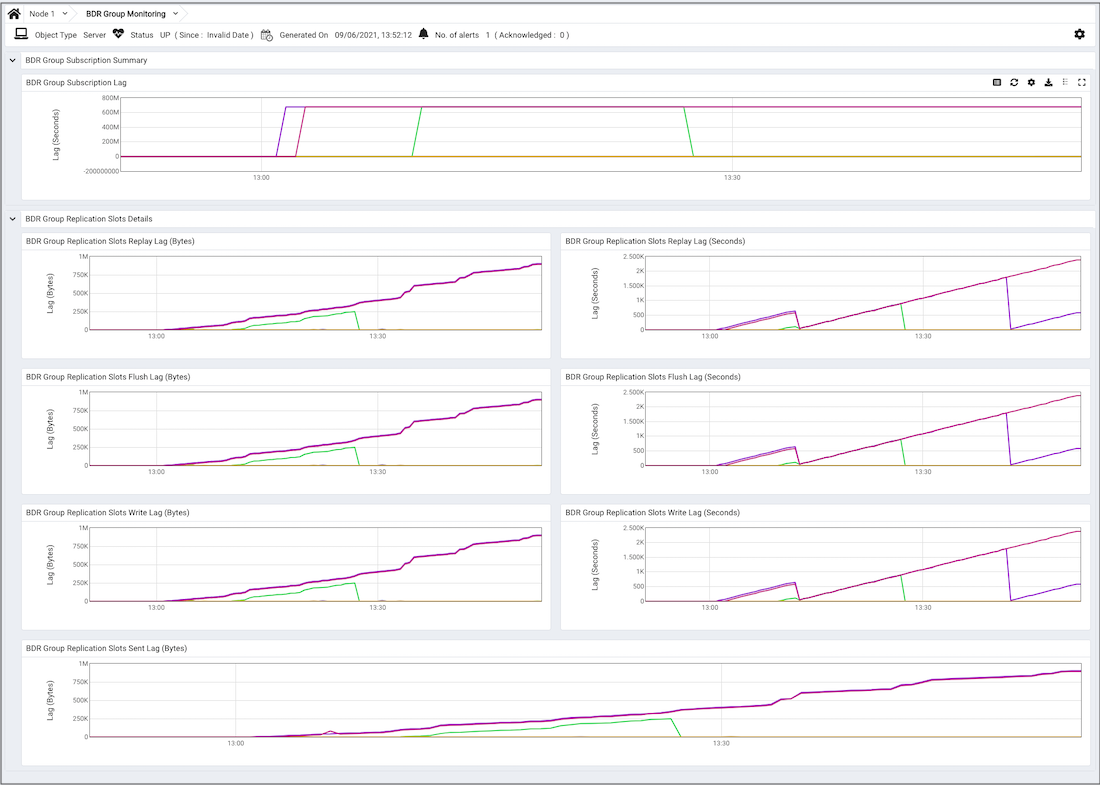 Node 1 BDR Group Monitoring
Object Type Server Status UP ( Since : Invalid Date ) Generated On 09/06/2021, 13:52:12 No. of alerts 1 ( Acknowledged : 0 )
BDR Group Subscription Summary
BDR Group Subscription Lag
Lag (Seconds)
800M
600M
400M
200M
0
-200000000
13:00 13:30
BDR Group Replication Slots Details
BDR Group Replication Slots Replay Lag (Bytes)
Lag (Bytes)
1M
750K
500K
250K
0
13:00 13:30
BDR Group Replication Slots Replay Lag (Seconds)
Lag (Seconds)
2.500K
2K
1.500K
1K
500
0
13:00 13:30
BDR Group Replication Slots Flush Lag (Bytes)
Lag (Bytes)
1M
750K
500K
250K
0
13:00 13:30
BDR Group Replication Slots Flush Lag (Seconds)
Lag (Seconds)
2.500K
2K
1.500K
1K
500
0
13:00 13:30
BDR Group Replication Slots Write Lag (Bytes)
Lag (Bytes)
1M
750K
500K
250K
0
13:00 13:30
BDR Group Replication Slots Write Lag (Seconds)
Lag (Seconds)
2.500K
2K
1.500K
1K
500
0
13:00 13:30
BDR Group Replication Slots Sent Lag (Bytes)
Lag (Bytes)
1M
750K
500K
250K
0
13:00 13:30